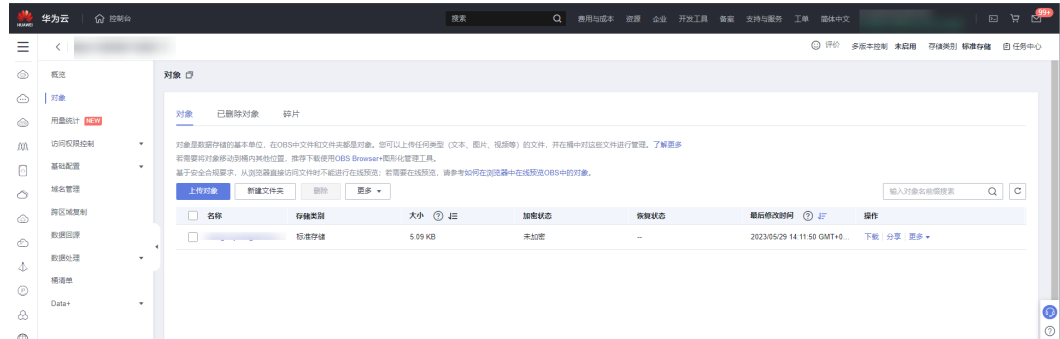 HUAWEI 华为云 控制台 搜索 费用与成本 资源 企业 开发工具 备案 支持与服务 工单 简体中文 99+
评价 多版本控制 未启用 存储类别 标准存储 任务中心
概览
对象
用量统计 NEW
访问权限控制
基础配置
域名管理
跨区域复制
数据回源
数据处理
桶清单
Data+
对象
对象 已删除对象 碎片
对象是数据存储的基本单位，在OBS中文件和文件夹都是对象。您可以上传任何类型（文本、图片、视频等）的文件，并在桶中对这些文件进行管理。了解更多
若需要将对象移动到桶内其他位置，推荐下载使用OBS Browser+图形化管理工具。
基于安全合规要求，从浏览器直接访问文件时不能进行在线预览；若需要在线预览，请参考如何在浏览器中在线预览OBS中的对象。
上传对象 新建文件夹 删除 更多 输入对象名前缀搜索
名称 存储类别 大小 加密状态 恢复状态 最后修改时间 操作
标准存储 5.09 KB 未加密 -- 2023/05/29 14:11:50 GMT+0... 下载 分享 更多